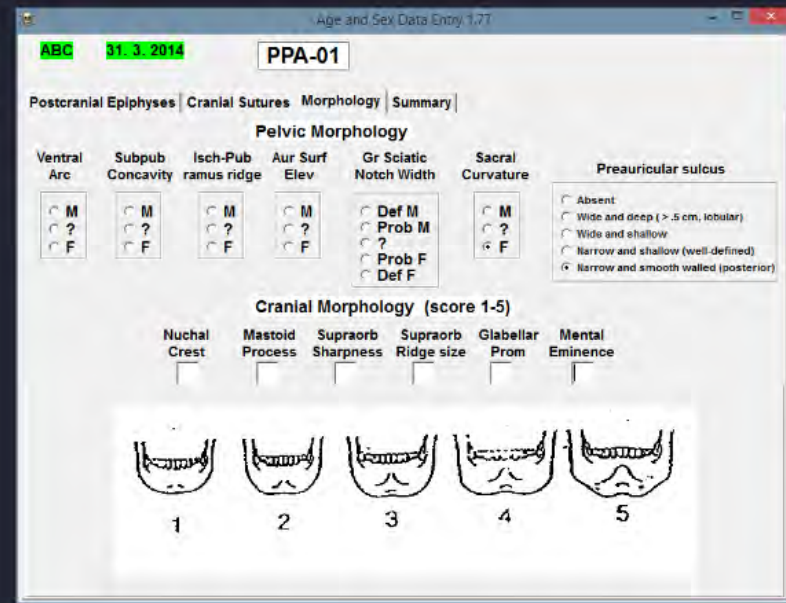 Age and Sex Data Entry 1.77
ABC 31. 3. 2014 PPA-01
Postcranial Epiphyses Cranial Sutures Morphology Summary
Pelvic Morphology
Ventral Arc
Subpub Concavity
Isch-Pub ramus ridge
Aur Surf Elev
Gr Sciatic Notch Width
Sacral Curvature
Preauricular sulcus
M
?
F
M
?
F
M
?
F
M
?
F
Def M
Prob M
?
Prob F
Def F
M
?
F
Absent
Wide and deep ( > .5 cm, lobular)
Wide and shallow
Narrow and shallow (well-defined)
Narrow and smooth walled (posterior)
Cranial Morphology (score 1-5)
Nuchal Crest
Mastoid Process
Supraorb Sharpness
Supraorb Ridge size
Glabellar Prom
Mental Eminence
1 2 3 4 5